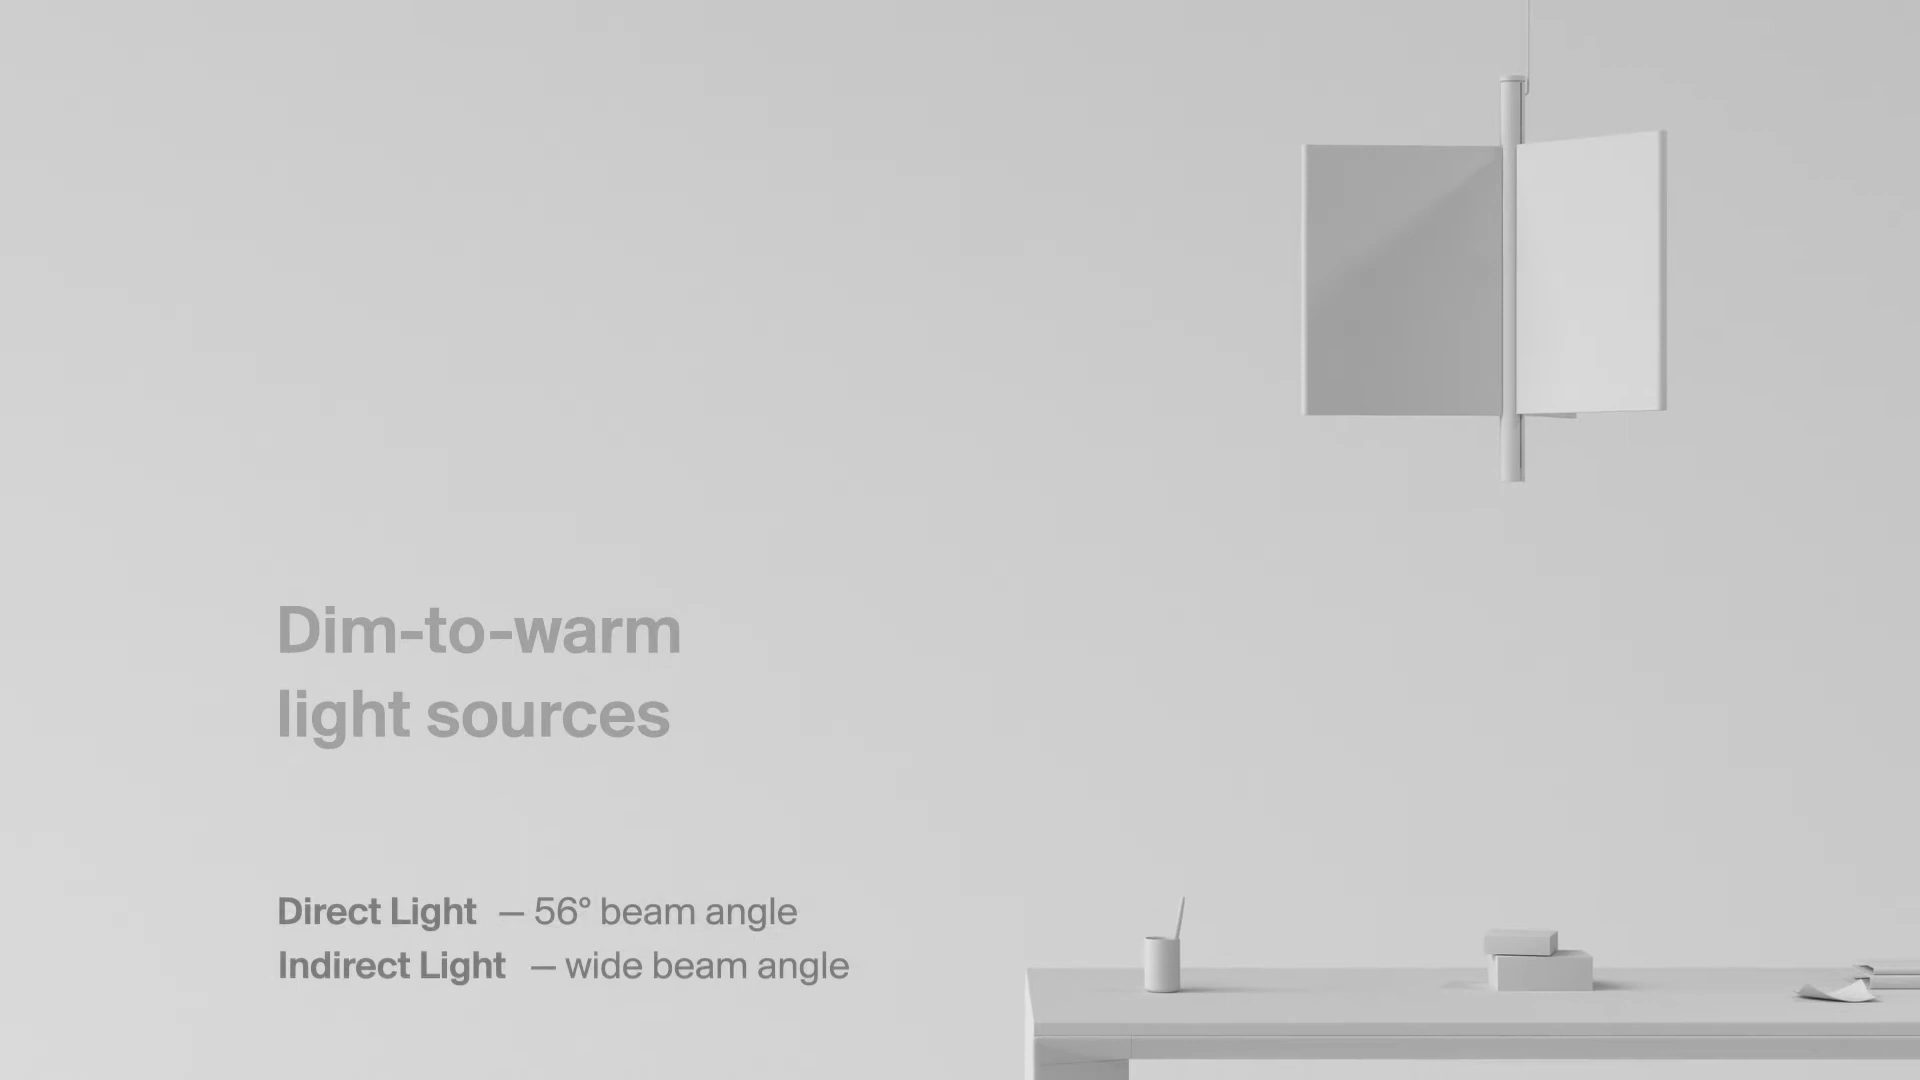 Dim-to-warm
light sources
Direct Light — 56° beam angle
Indirect Light — wide beam angle